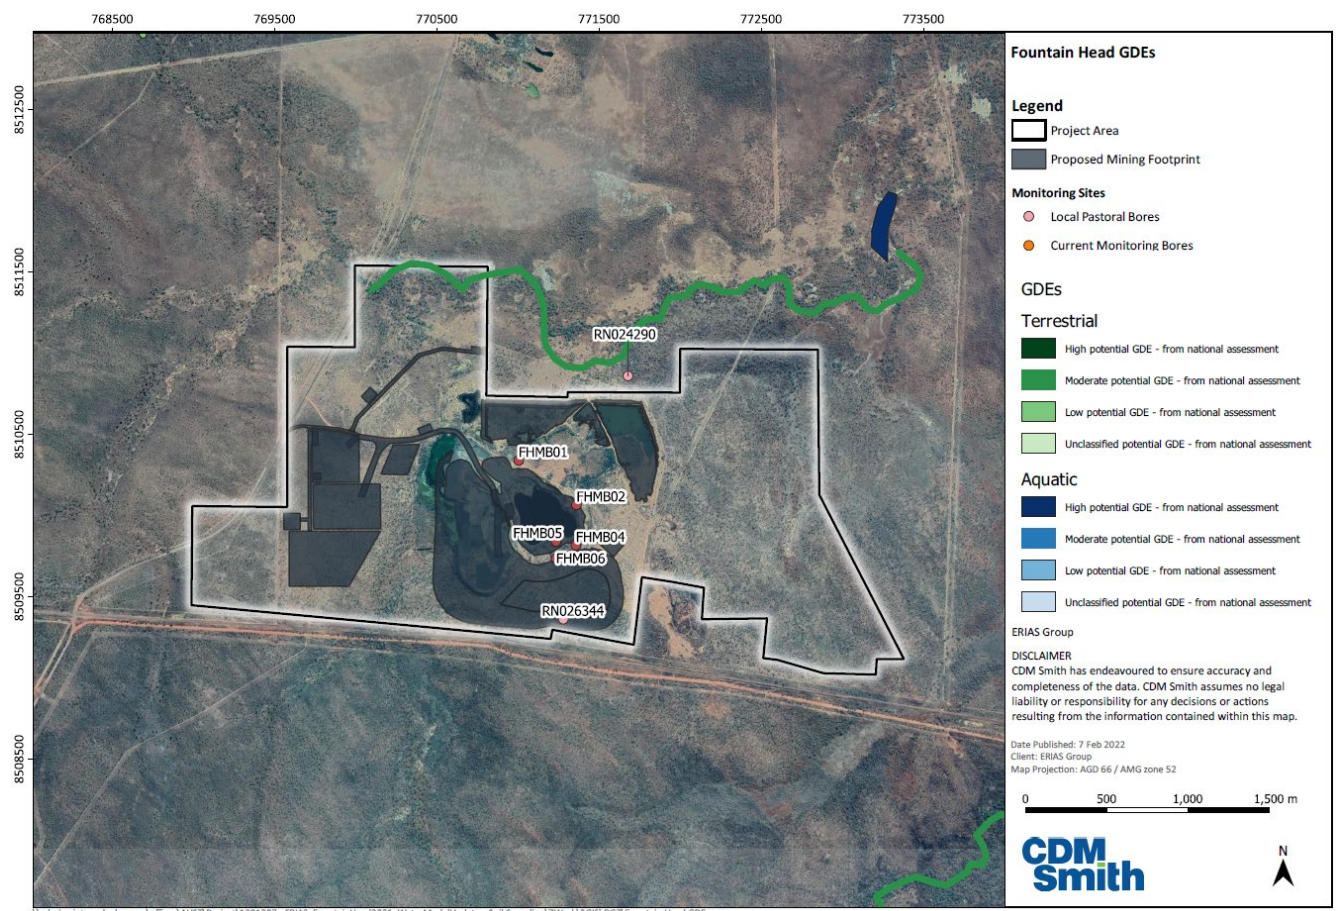 768500 769500 770500 771500 772500 773500
8512500
8511500
8510500
8509500
8508500
RN024290
FHMB01
FHMB02
FHMB05
FHMB04
FHMB06
RN026344
Fountain Head GDEs
Legend
Project Area
Proposed Mining Footprint
Monitoring Sites
Local Pastoral Bores
Current Monitoring Bores
GDEs
Terrestrial
High potential GDE - from national assessment
Moderate potential GDE - from national assessment
Low potential GDE - from national assessment
Unclassified potential GDE - from national assessment
Aquatic
High potential GDE - from national assessment
Moderate potential GDE - from national assessment
Low potential GDE - from national assessment
Unclassified potential GDE - from national assessment
ERIAS Group
DISCLAIMER
CDM Smith has endeavoured to ensure accuracy and
completeness of the data. CDM Smith assumes no legal
liability or responsibility for any decisions or actions
resulting from the information contained within this map.
Date Published: 7 Feb 2022
Client: ERIAS Group
Map Projection: AGD 66 / AMG zone 52
0 500 1,000 1,500 m
CDM
Smith
N